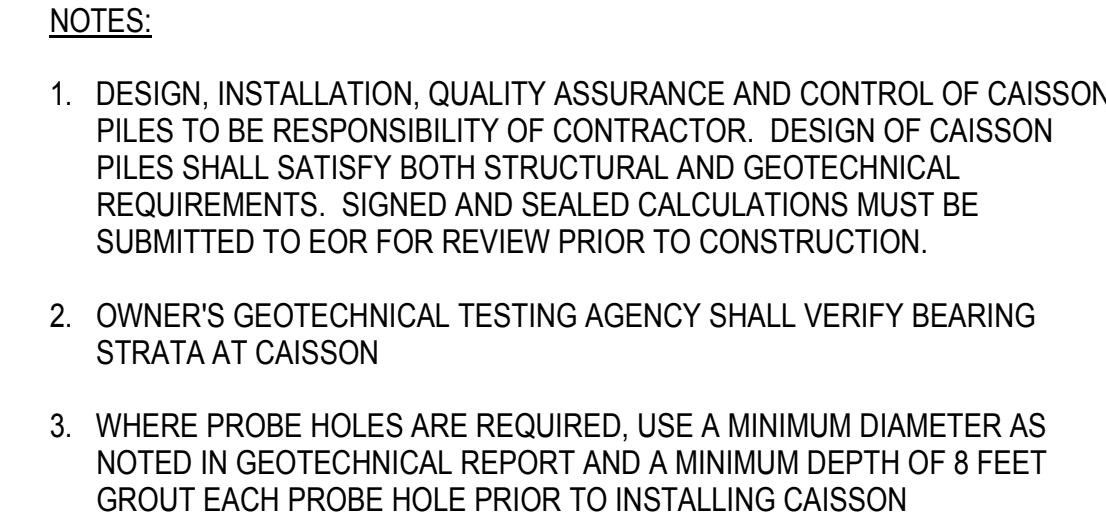 NOTES:
1. DESIGN, INSTALLATION, QUALITY ASSURANCE AND CONTROL OF CAISSON
PILES TO BE RESPONSIBILITY OF CONTRACTOR. DESIGN OF CAISSON
PILES SHALL SATISFY BOTH STRUCTURAL AND GEOTECHNICAL
REQUIREMENTS. SIGNED AND SEALED CALCULATIONS MUST BE
SUBMITTED TO EOR FOR REVIEW PRIOR TO CONSTRUCTION.
2. OWNER'S GEOTECHNICAL TESTING AGENCY SHALL VERIFY BEARING
STRATA AT CAISSON
3. WHERE PROBE HOLES ARE REQUIRED, USE A MINIMUM DIAMETER AS
NOTED IN GEOTECHNICAL REPORT AND A MINIMUM DEPTH OF 8 FEET
GROUT EACH PROBE HOLE PRIOR TO INSTALLING CAISSON